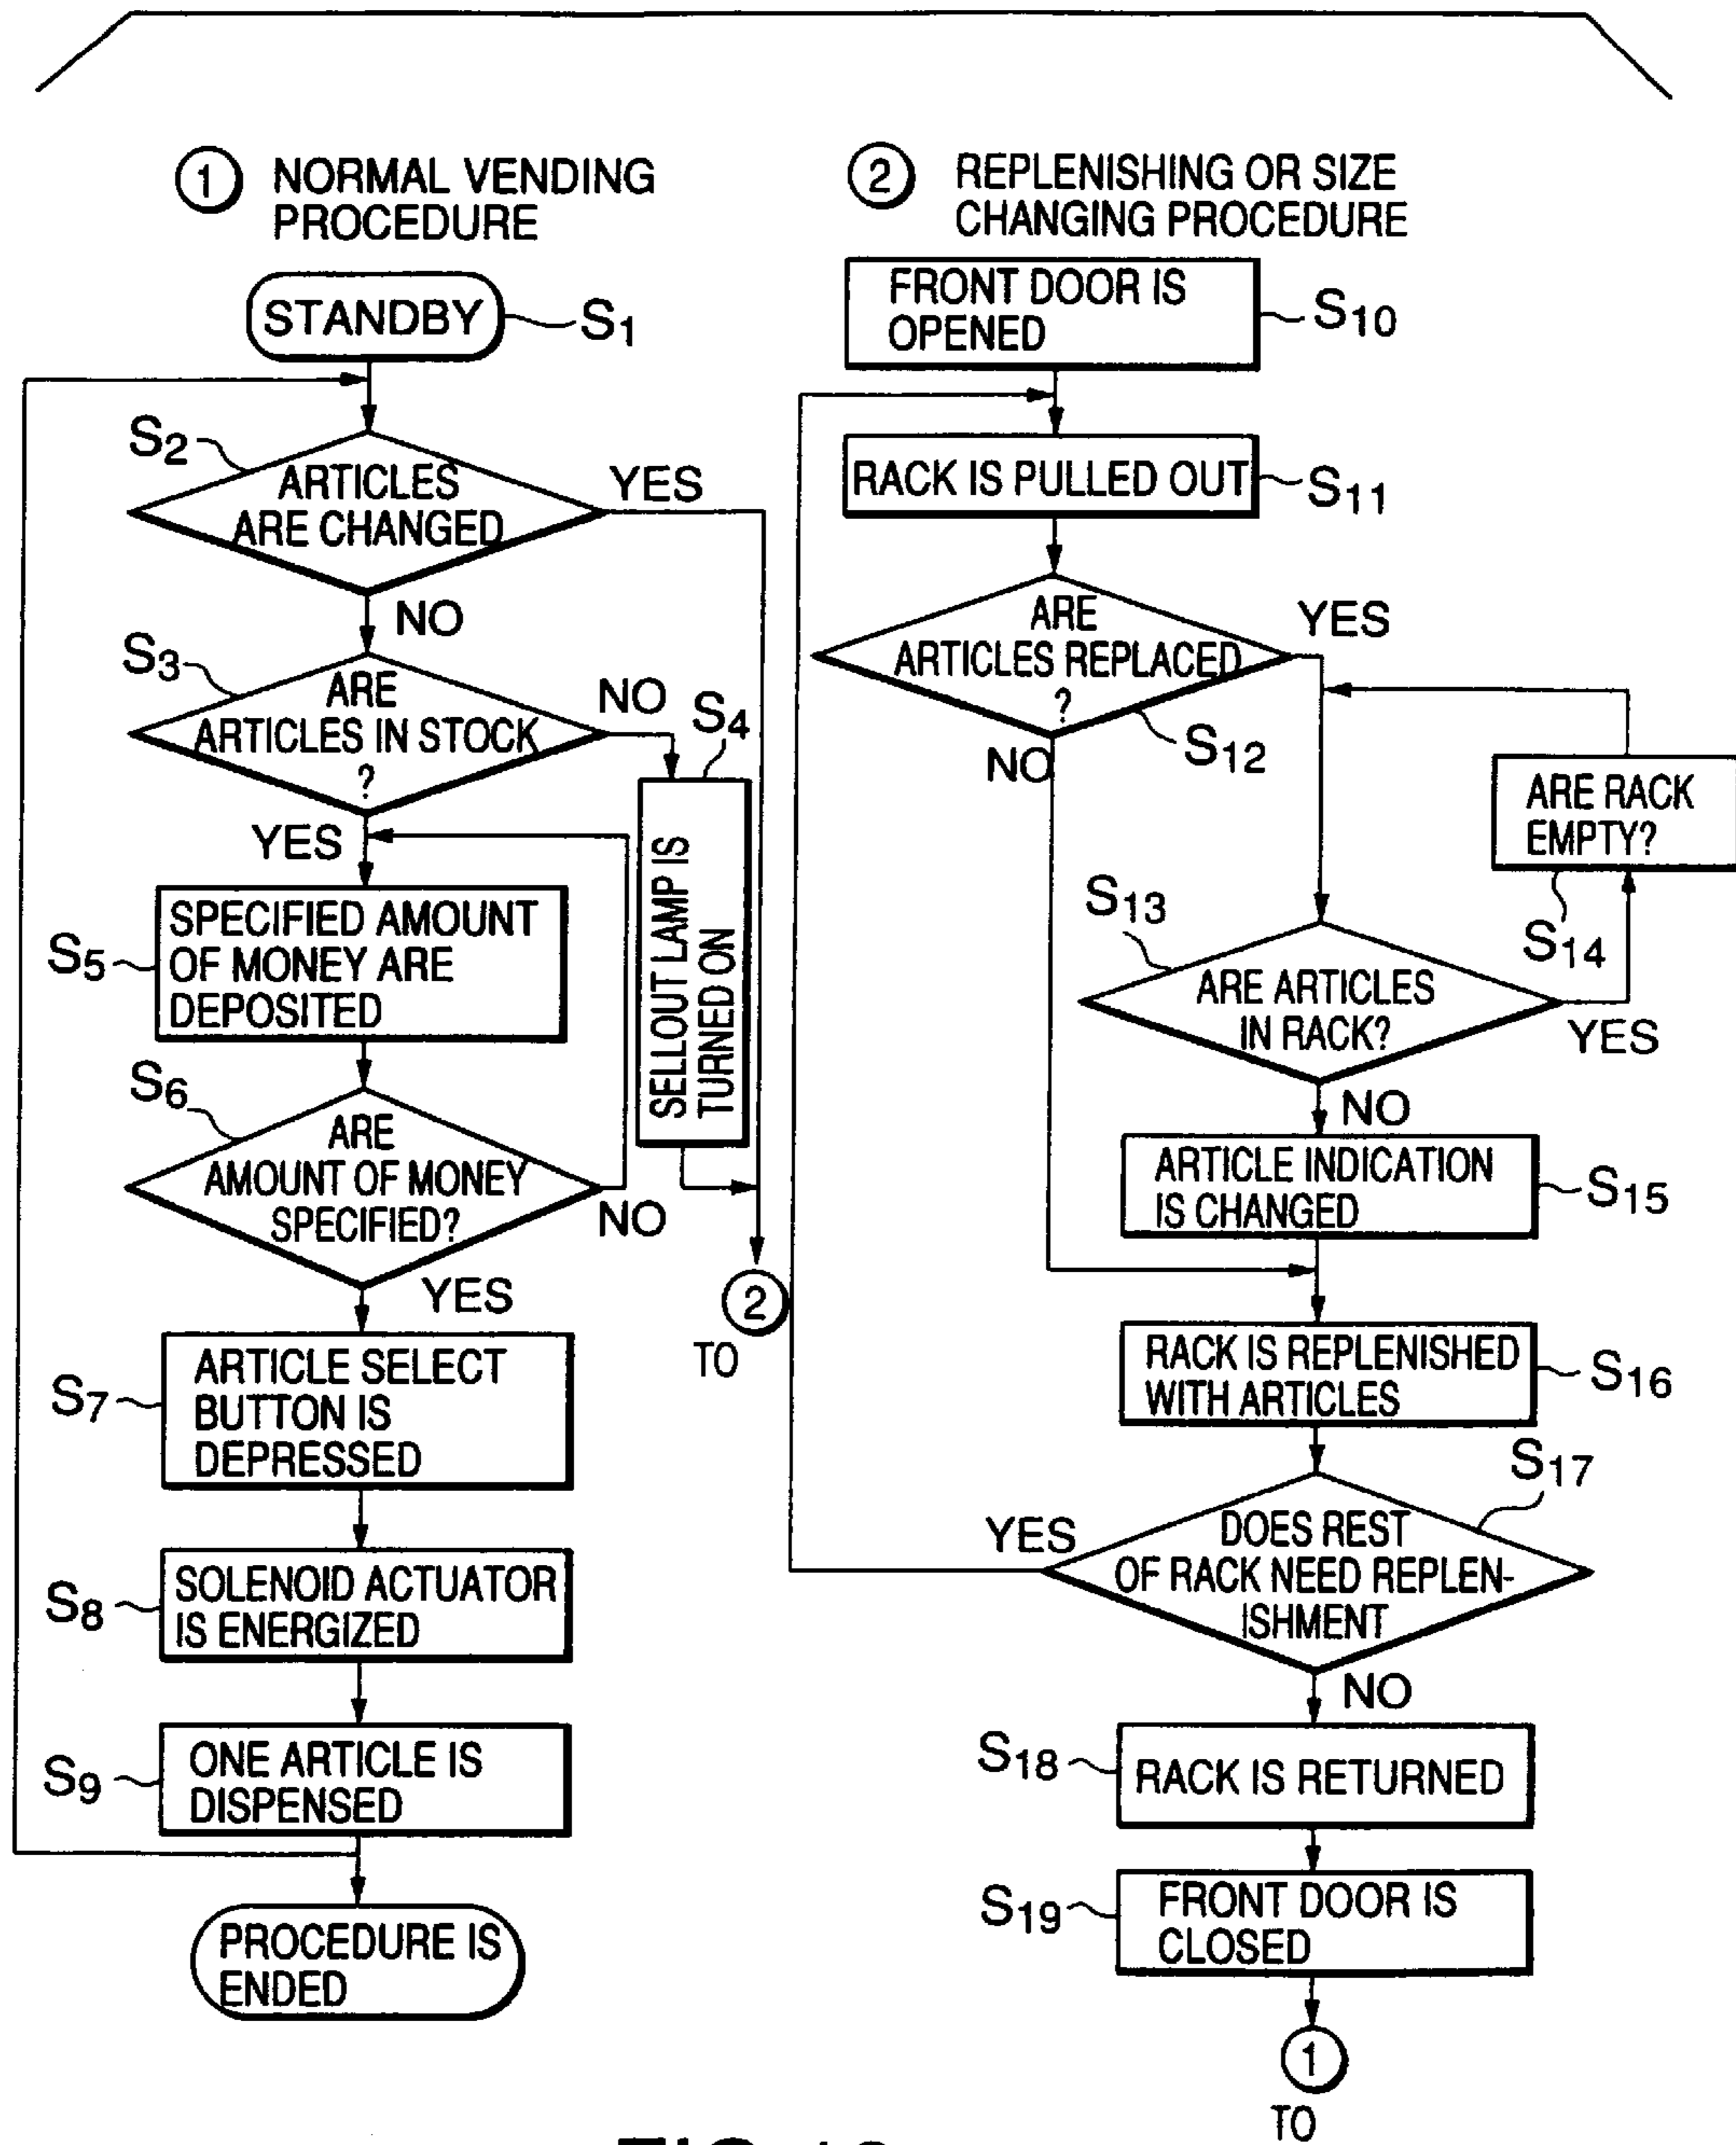 1 NORMAL VENDING
PROCEDURE
STANDBY
S1
S2
ARTICLES
ARE CHANGED
YES
NO
S3
ARE
ARTICLES IN STOCK
?
NO
S4
SELLOUT LAMP IS
TURNED ON
YES
S5
SPECIFIED AMOUNT
OF MONEY ARE
DEPOSITED
S6
ARE
AMOUNT OF MONEY
SPECIFIED?
NO
YES
2
TO
S7
ARTICLE SELECT
BUTTON IS
DEPRESSED
S8
SOLENOID ACTUATOR
IS ENERGIZED
S9
ONE ARTICLE IS
DISPENSED
PROCEDURE IS
ENDED
2 REPLENISHING OR SIZE
CHANGING PROCEDURE
FRONT DOOR IS
OPENED
S10
RACK IS PULLED OUT
S11
ARE
ARTICLES REPLACED
?
YES
S12
NO
ARE RACK
EMPTY?
S14
S13
ARE ARTICLES
IN RACK?
YES
NO
ARTICLE INDICATION
IS CHANGED
S15
RACK IS REPLENISHED
WITH ARTICLES
S16
S17
YES
DOES REST
OF RACK NEED REPLEN-
ISHMENT
NO
S18
RACK IS RETURNED
S19
FRONT DOOR IS
CLOSED
1
TO